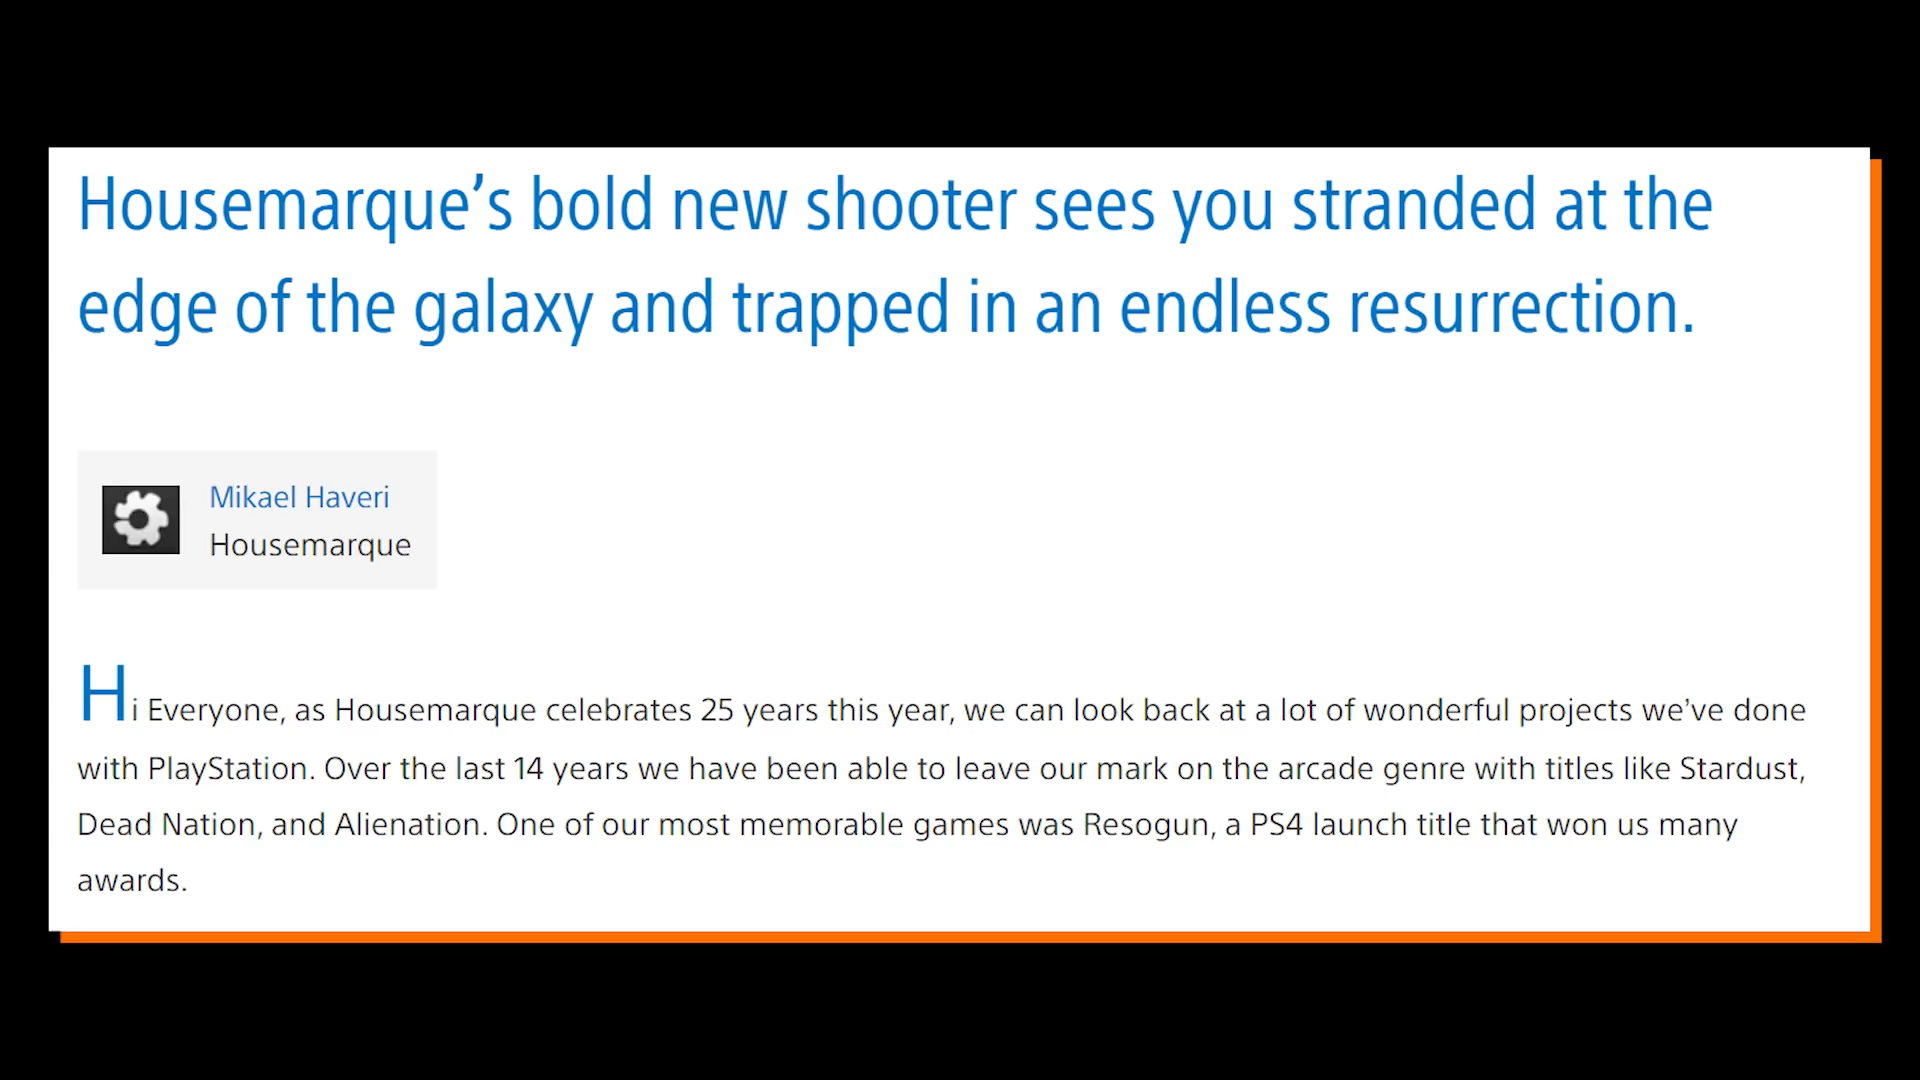 Housemarque’s bold new shooter sees you stranded at the
edge of the galaxy and trapped in an endless resurrection.
Mikael Haveri
Housemarque
Hi Everyone, as Housemarque celebrates 25 years this year, we can look back at a lot of wonderful projects we’ve done
with PlayStation. Over the last 14 years we have been able to leave our mark on the arcade genre with titles like Stardust,
Dead Nation, and Alienation. One of our most memorable games was Resogun, a PS4 launch title that won us many
awards.